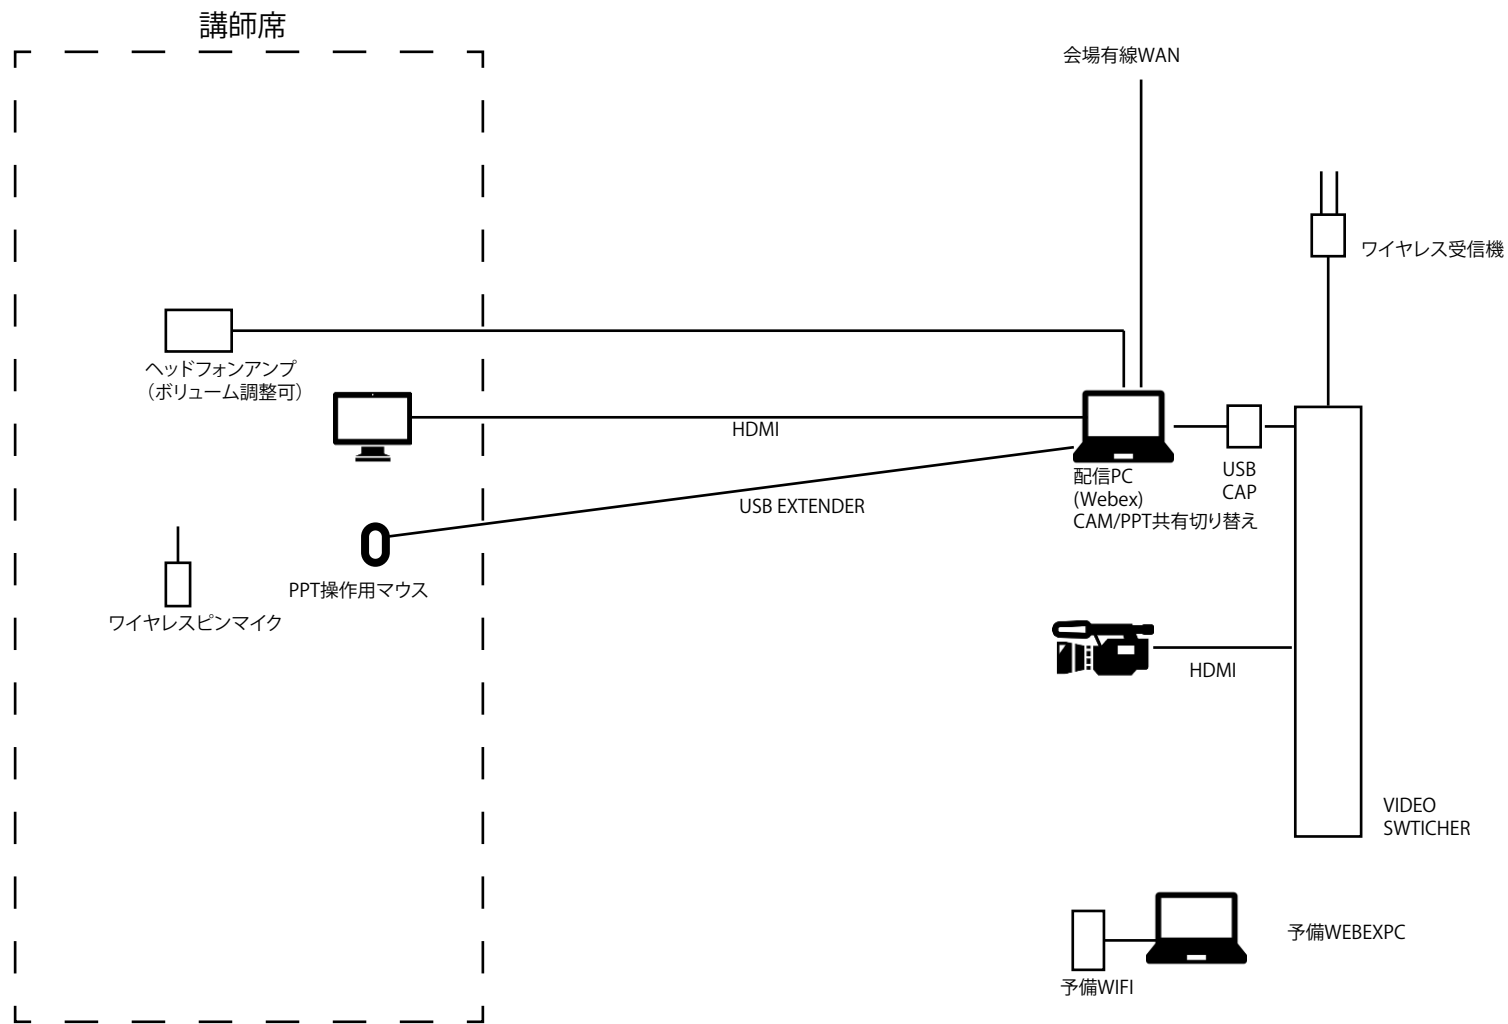 講師席
会場有線WAN
ワイヤレス受信機
ヘッドフォンアンプ
（ボリューム調整可）
HDMI
USB EXTENDER
配信PC
(Webex)
CAM/PPT共有切り替え
USB
CAP
PPT操作用マウス
ワイヤレスピンマイク
HDMI
VIDEO
SWTICHER
予備WEBEXPC
予備WIFI